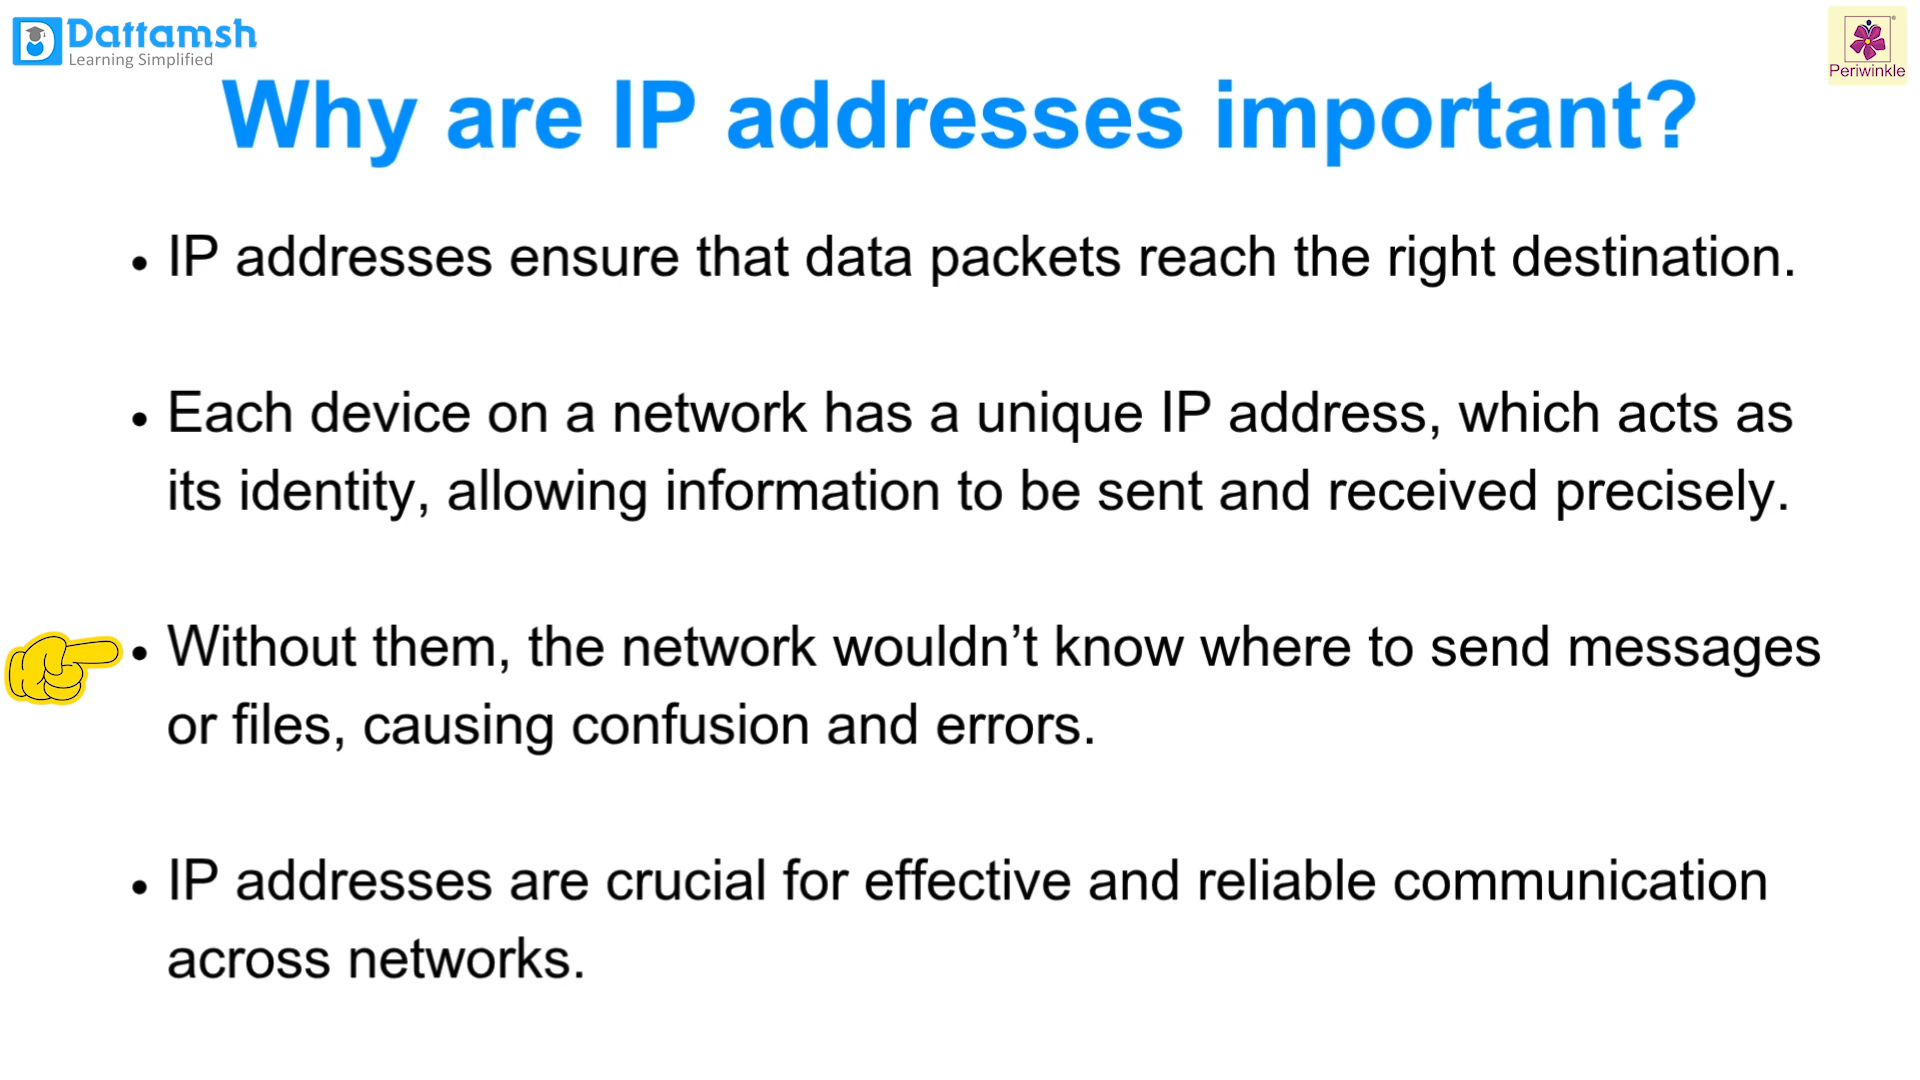 Dattamsh
Learning Simplified
Periwinkle
Why are IP addresses important?
• IP addresses ensure that data packets reach the right destination.
• Each device on a network has a unique IP address, which acts as
its identity, allowing information to be sent and received precisely.
• Without them, the network wouldn’t know where to send messages
or files, causing confusion and errors.
• IP addresses are crucial for effective and reliable communication
across networks.